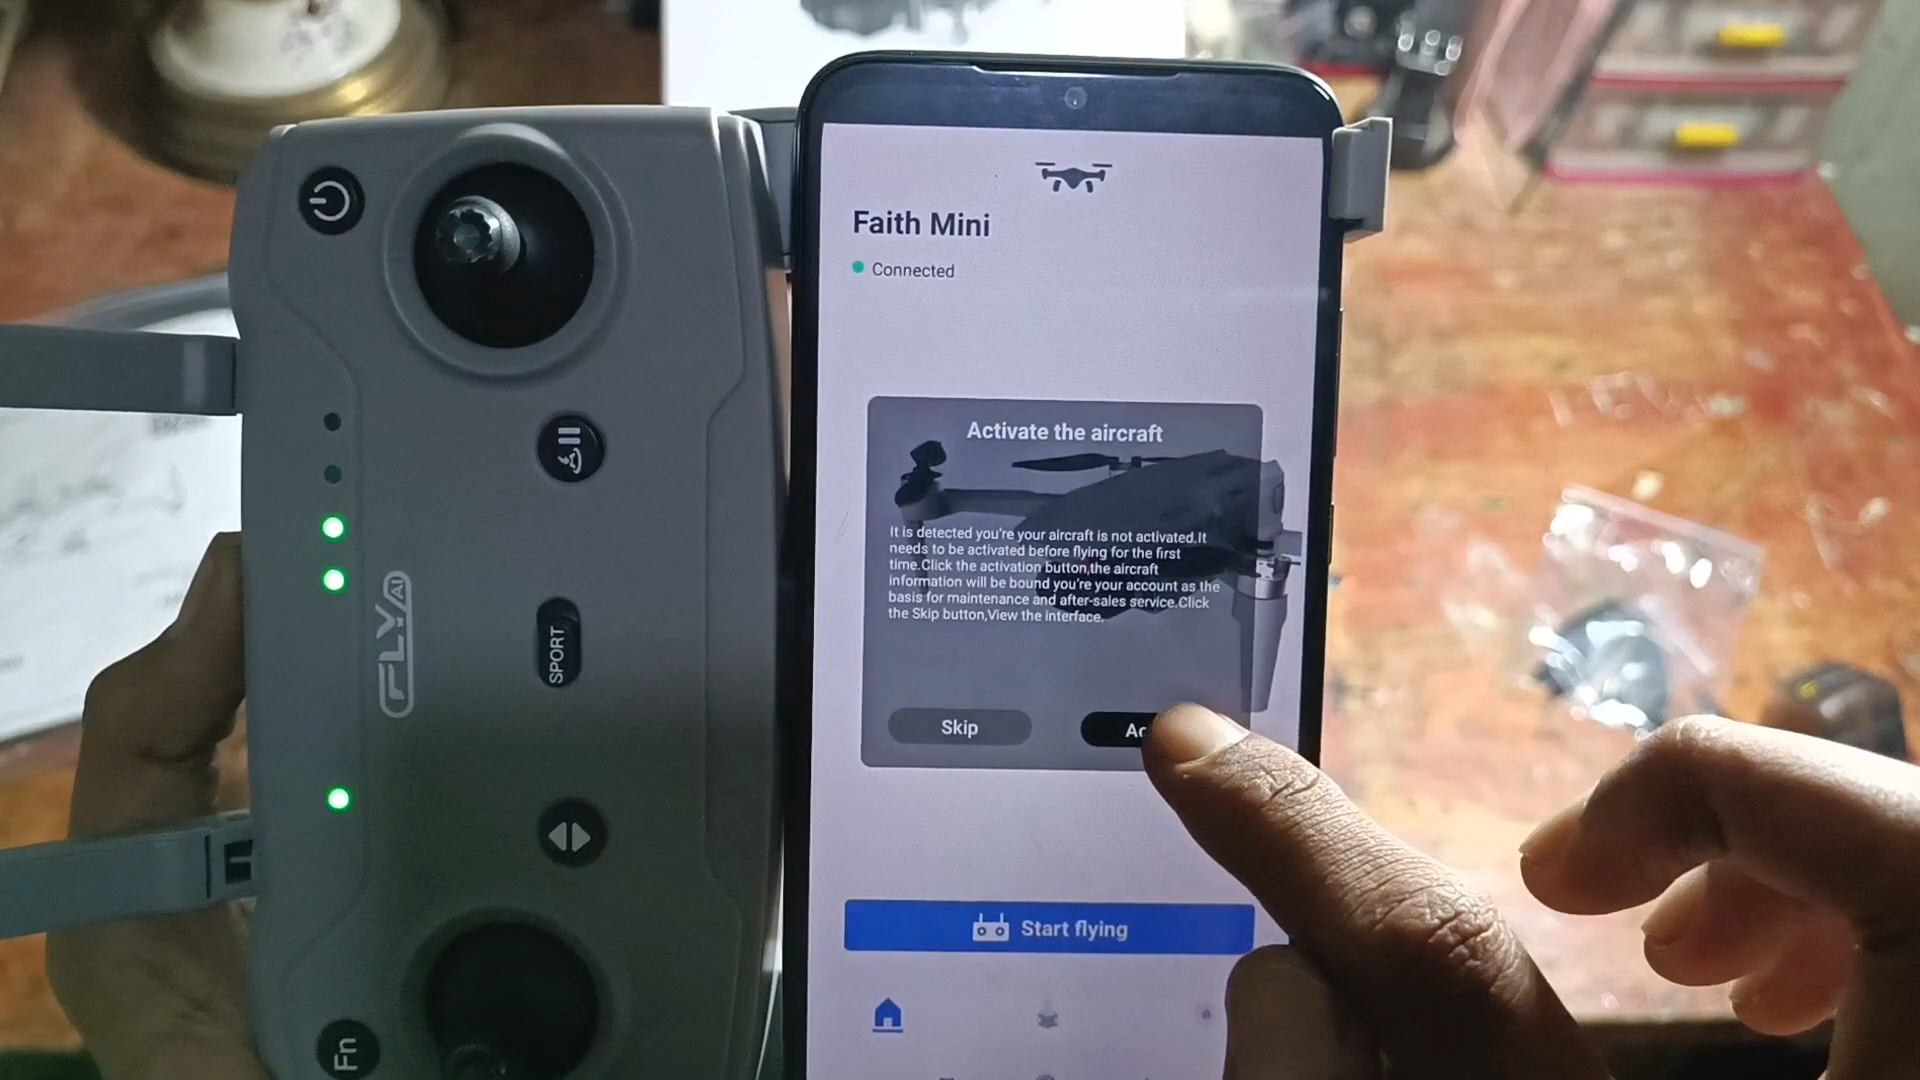 Faith Mini
Connected
Activate the aircraft
It is detected you're your aircraft is not activated.It
needs to be activated before flying for the first
time.Click the activation button,the aircraft
information will be bound you're your account as the
basis for maintenance and after-sales service.Click
the Skip button,View the interface.
Skip
Ac
Start flying
FLY AI
SPORT
Fn